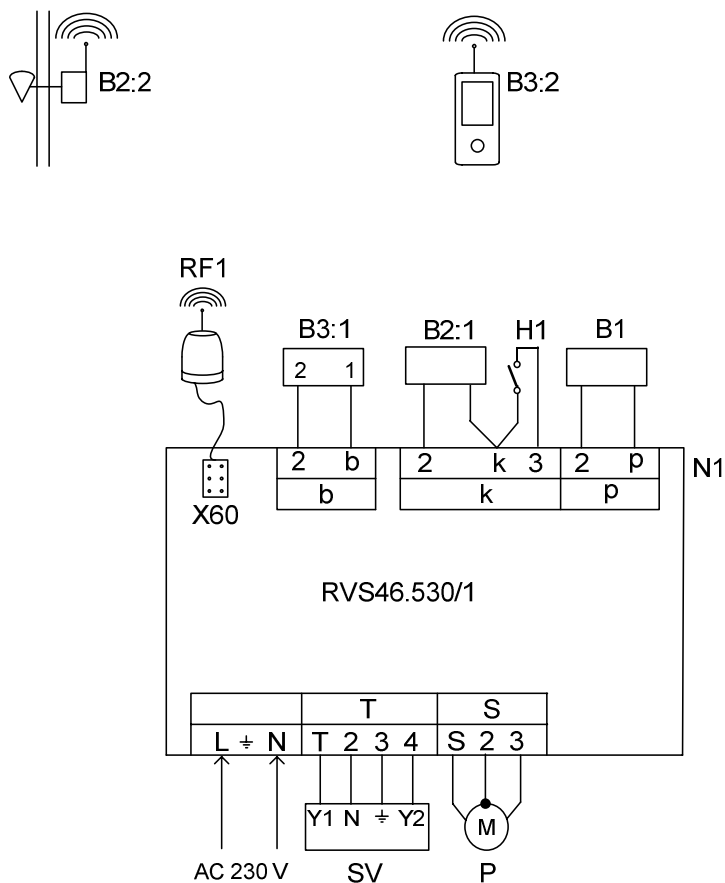 B2:2 B3:2
RF1
B3:1 B2:1 H1 B1
2 1
2 b 2 k 3 2 p N1
b k p
X60
RVS46.530/1
T S
L ⏚ N T 2 3 4 S 2 3
Y1 N ⏚ Y2 M
AC 230 V SV P